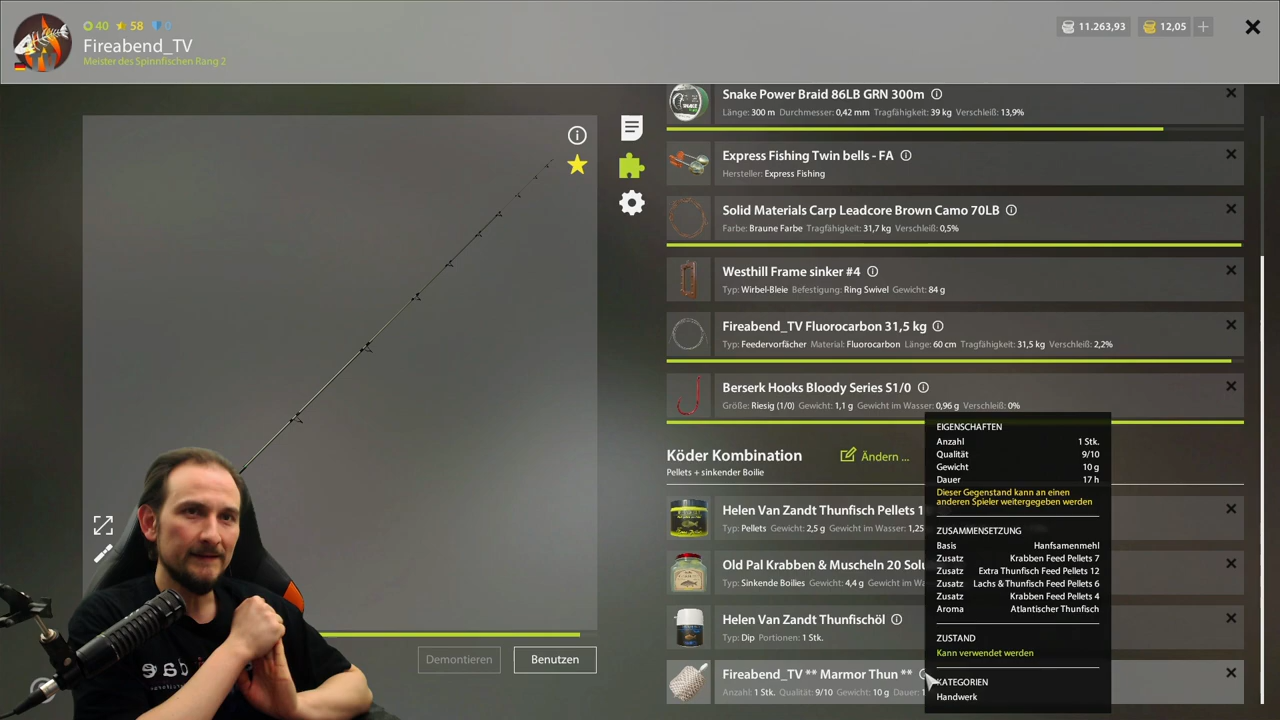 40 58 0
Fireabend_TV
Meister des Spinnfischen Rang 2
11.263,93 12,05
Snake Power Braid 86LB GRN 300m
Länge: 300 m Durchmesser: 0,42 mm Tragfähigkeit: 39 kg Verschleiß: 13,9%
Express Fishing Twin bells - FA
Hersteller: Express Fishing
Solid Materials Carp Leadcore Brown Camo 70LB
Farbe: Braune Farbe Tragfähigkeit: 31,7 kg Verschleiß: 0,5%
Westhill Frame sinker #4
Typ: Wirbel-Bleie Befestigung: Ring Swivel Gewicht: 84 g
Fireabend_TV Fluorocarbon 31,5 kg
Typ: Feedervorfächer Material: Fluorocarbon Länge: 60 cm Tragfähigkeit: 31,5 kg Verschleiß: 2,2%
Berserk Hooks Bloody Series S1/0
Größe: Riesig (1/0) Gewicht: 1,1 g Gewicht im Wasser: 0,96 g Verschleiß: 0%
Köder Kombination
Ändern ...
Pellets + sinkender Boilie
Helen Van Zandt Thunfisch Pellets 1
Typ: Pellets Gewicht: 2,5 g Gewicht im Wasser: 1,25
Old Pal Krabben & Muscheln 20 Solu
Typ: Sinkende Boilies Gewicht: 4,4 g Gewicht im Wa
Helen Van Zandt Thunfischöl
Typ: Dip Portionen: 1 Stk.
Fireabend_TV ** Marmor Thun **
Anzahl: 1 Stk. Qualität: 9/10 Gewicht: 10 g Dauer: 1
EIGENSCHAFTEN
Anzahl 1 Stk.
Qualität 9/10
Gewicht 10 g
Dauer 17 h
Dieser Gegenstand kann an einen
anderen Spieler weitergegeben werden
ZUSAMMENSETZUNG
Basis Hanfsamenmehl
Zusatz Krabben Feed Pellets 7
Zusatz Extra Thunfisch Feed Pellets 12
Zusatz Lachs & Thunfisch Feed Pellets 6
Zusatz Krabben Feed Pellets 4
Aroma Atlantischer Thunfisch
ZUSTAND
Kann verwendet werden
KATEGORIEN
Handwerk
Demontieren
Benutzen